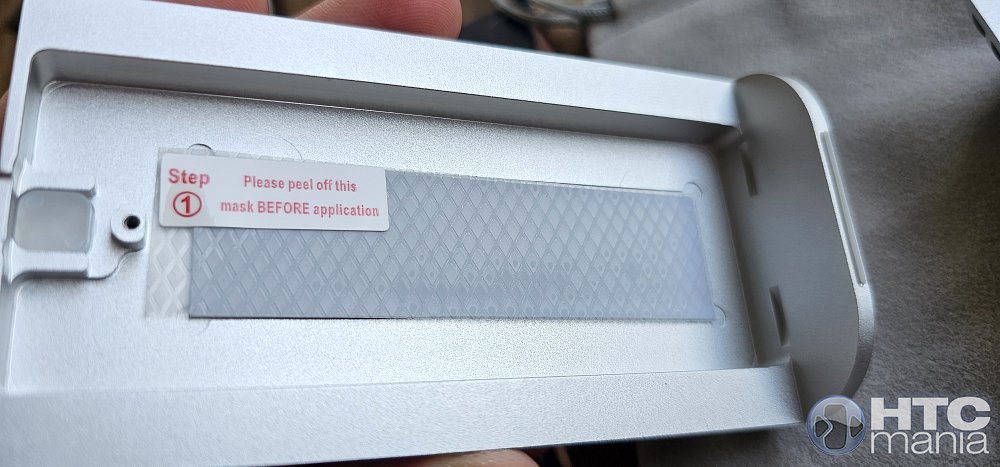 Step
1
Please peel off this
mask BEFORE application
HTC
mania